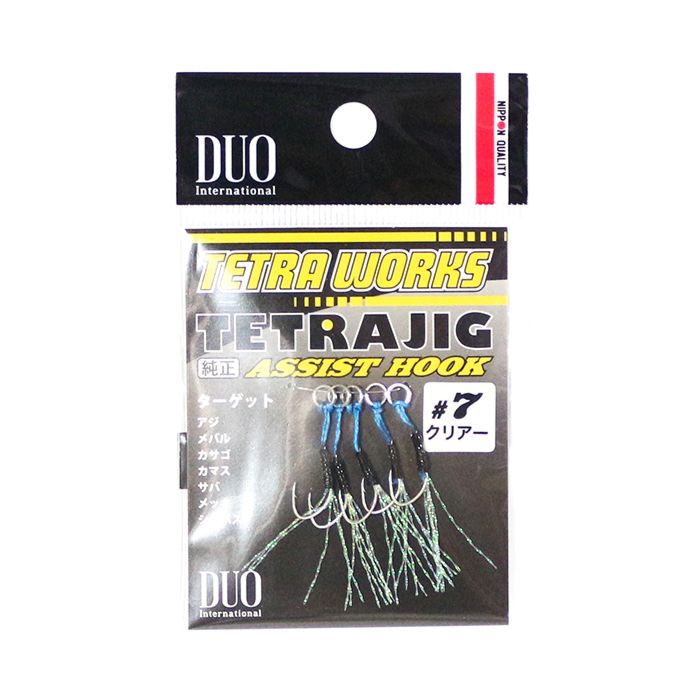 DUO
International
NIPPON QUALITY
TETRA WORKS
TETRAJIG
純正 ASSIST HOOK
#7
クリアー
ターゲット
アジ
メバル
カサゴ
カマス
サバ
DUO
International